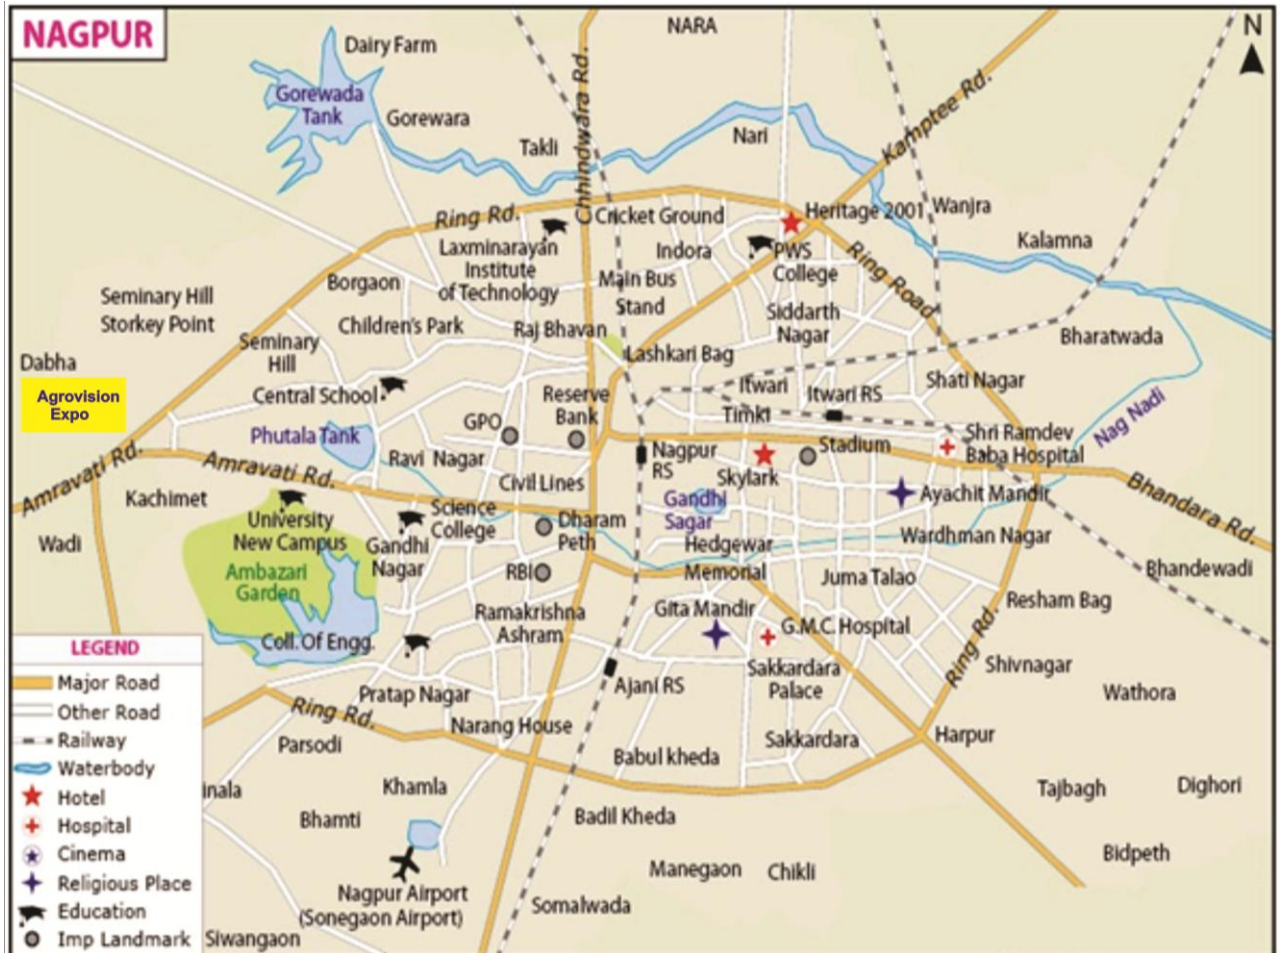 NAGPUR
N
NARA
Dairy Farm
Gorewada
Tank
Gorewara
Takli
Nari
Chhindwara Rd.
Kamptee Rd.
Ring Rd.
Cricket Ground
Heritage 2001
Wanjra
Kalamna
Laxminarayan
Institute
of Technology
Indora
PWS
College
Ring Road
Main Bus
Stand
Borgaon
Seminary Hill
Storkey Point
Children's Park
Raj Bhavan
Siddarth
Nagar
Bharatwada
Seminary
Hill
Lashkari Bag
Dabha
Agrovision
Expo
Central School
Reserve
Bank
Itwari
Itwari RS
Shati Nagar
Timki
Nag Nadi
GPO
Phutala Tank
Shri Ramdev
Baba Hospital
Stadium
Nagpur
RS
Ravi Nagar
Amravati Rd.
Amravati Rd.
Skylark
Civil Lines
Kachimet
Gandhi
Sagar
Ayachit Mandir
Bhandara Rd.
University
New Campus
Science
College
Dharam
Peth
Wadi
Gandhi
Nagar
Hedgewar
Memorial
Wardhman Nagar
Ambazari
Garden
RBI
Juma Talao
Bhandewadi
Resham Bag
Ramakrishna
Ashram
Gita Mandir
G.M.C. Hospital
Coll. Of Engg.
Ring Rd.
Shivnagar
Sakkardara
Palace
Ajani RS
Pratap Nagar
Wathora
Ring Rd.
Narang House
Sakkardara
Harpur
Parsodi
Babul kheda
Khamla
inala
Tajbagh
Dighori
Bhamti
Badil Kheda
Bidpeth
Manegaon
Chikli
Nagpur Airport
(Sonegaon Airport)
Somalwada
Siwangaon
LEGEND
Major Road
Other Road
Railway
Waterbody
Hotel
Hospital
Cinema
Religious Place
Education
Imp Landmark